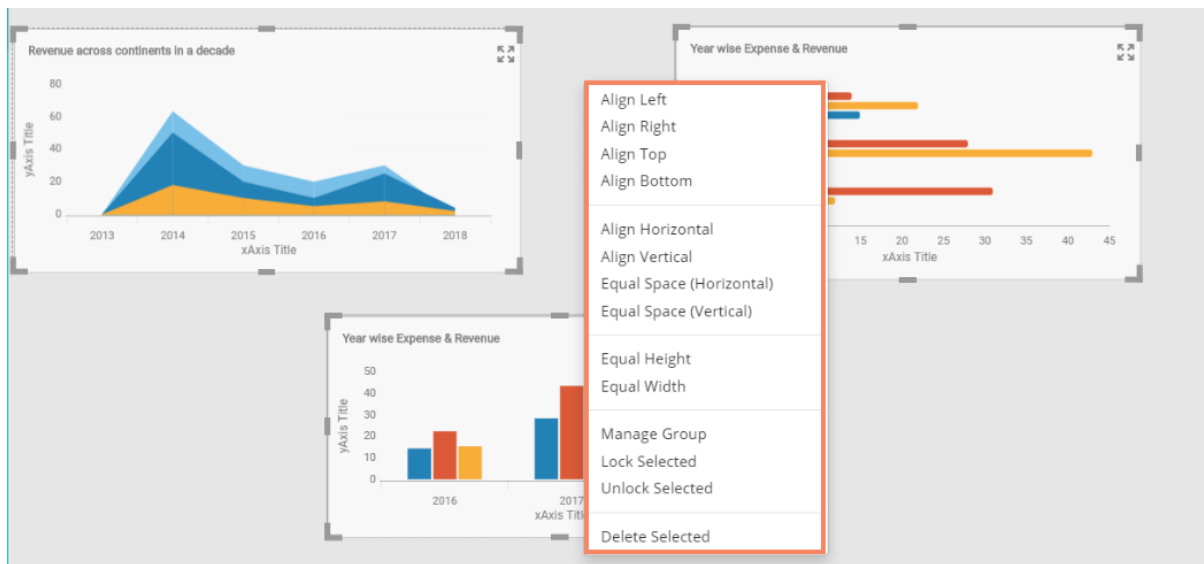 Revenue across continents in a decade
80
60
40
20
0
yAxis Title
2013 2014 2015 2016 2017 2018
xAxis Title
Year wise Expense & Revenue
15 20 25 30 35 40 45
xAxis Title
Align Left
Align Right
Align Top
Align Bottom
Align Horizontal
Align Vertical
Equal Space (Horizontal)
Equal Space (Vertical)
Equal Height
Equal Width
Manage Group
Lock Selected
Unlock Selected
Delete Selected
Year wise Expense & Revenue
50
40
30
20
10
0
yAxis Title
2016 2017
xAxis